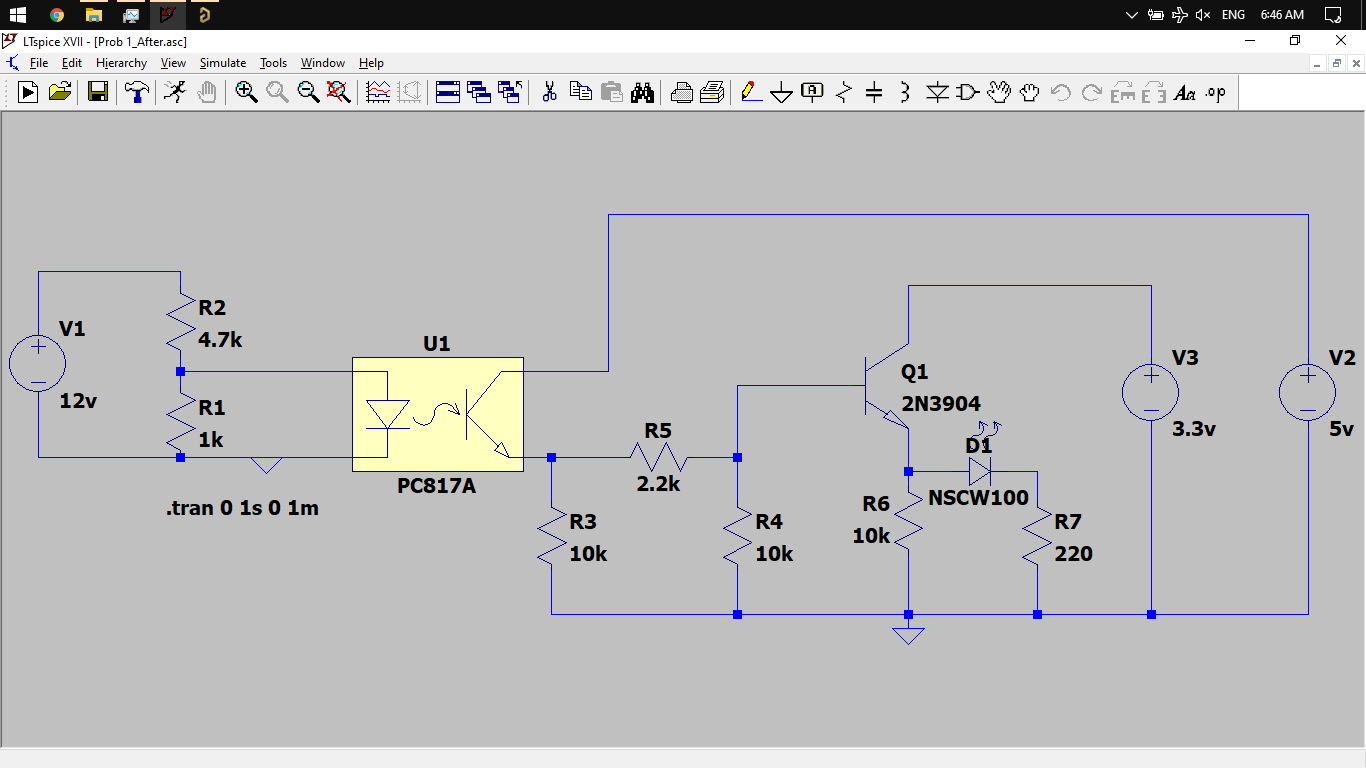 ENG 6:46 AM
LTspice XVII - [Prob 1_After.asc]
File Edit Hierarchy View Simulate Tools Window Help
Aa .op
V1
12v
R2
4.7k
R1
1k
.tran 0 1s 0 1m
U1
PC817A
R5
2.2k
R3
10k
R4
10k
Q1
2N3904
D1
NSCW100
R6
10k
R7
220
V3
3.3v
V2
5v